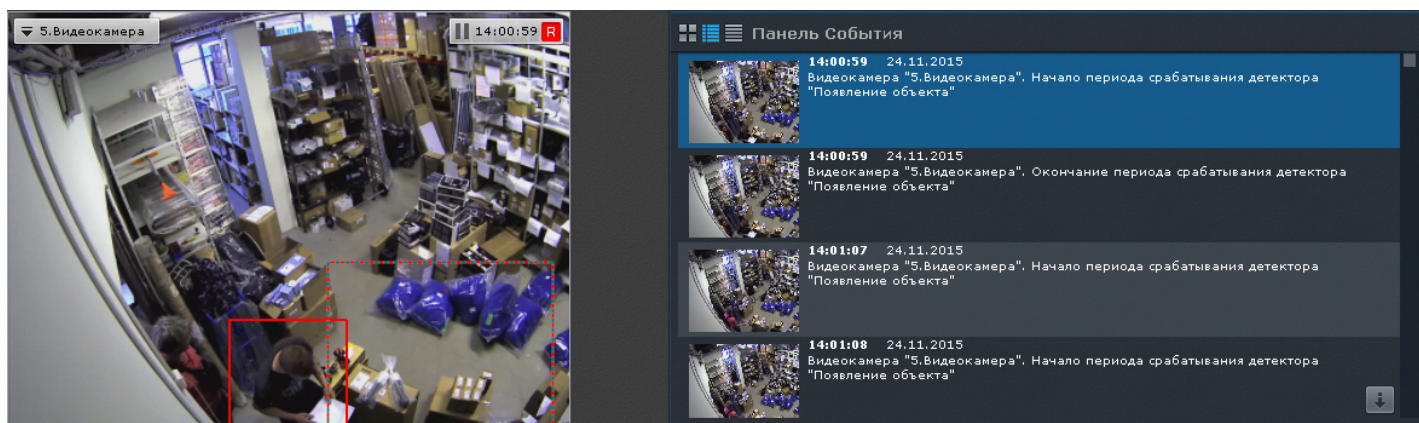 5.Видеокамера
14:00:59 R
Панель События
14:00:59 24.11.2015
Видеокамера "5.Видеокамера". Начало периода срабатывания детектора
"Появление объекта"
14:00:59 24.11.2015
Видеокамера "5.Видеокамера". Окончание периода срабатывания детектора
"Появление объекта"
14:01:07 24.11.2015
Видеокамера "5.Видеокамера". Начало периода срабатывания детектора
"Появление объекта"
14:01:08 24.11.2015
Видеокамера "5.Видеокамера". Начало периода срабатывания детектора
"Появление объекта"